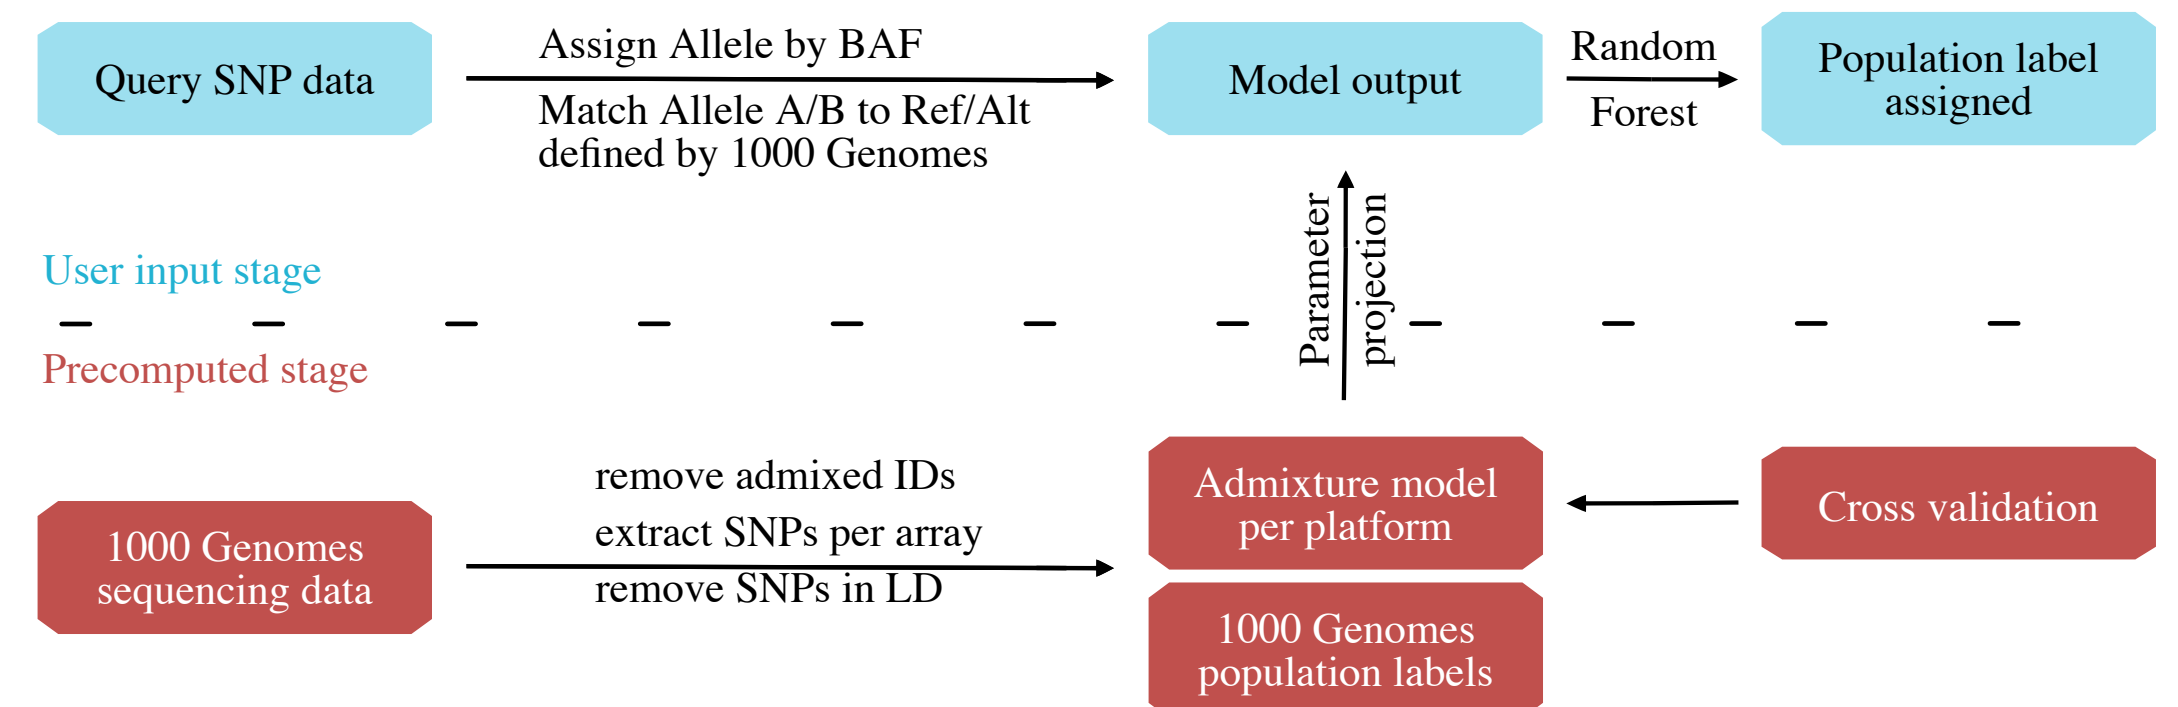 Query SNP data
Assign Allele by BAF
Match Allele A/B to Ref/Alt
defined by 1000 Genomes
Model output
Random
Forest
Population label
assigned
User input stage
Parameter
projection
Precomputed stage
1000 Genomes
sequencing data
remove admixed IDs
extract SNPs per array
remove SNPs in LD
Admixture model
per platform
Cross validation
1000 Genomes
population labels